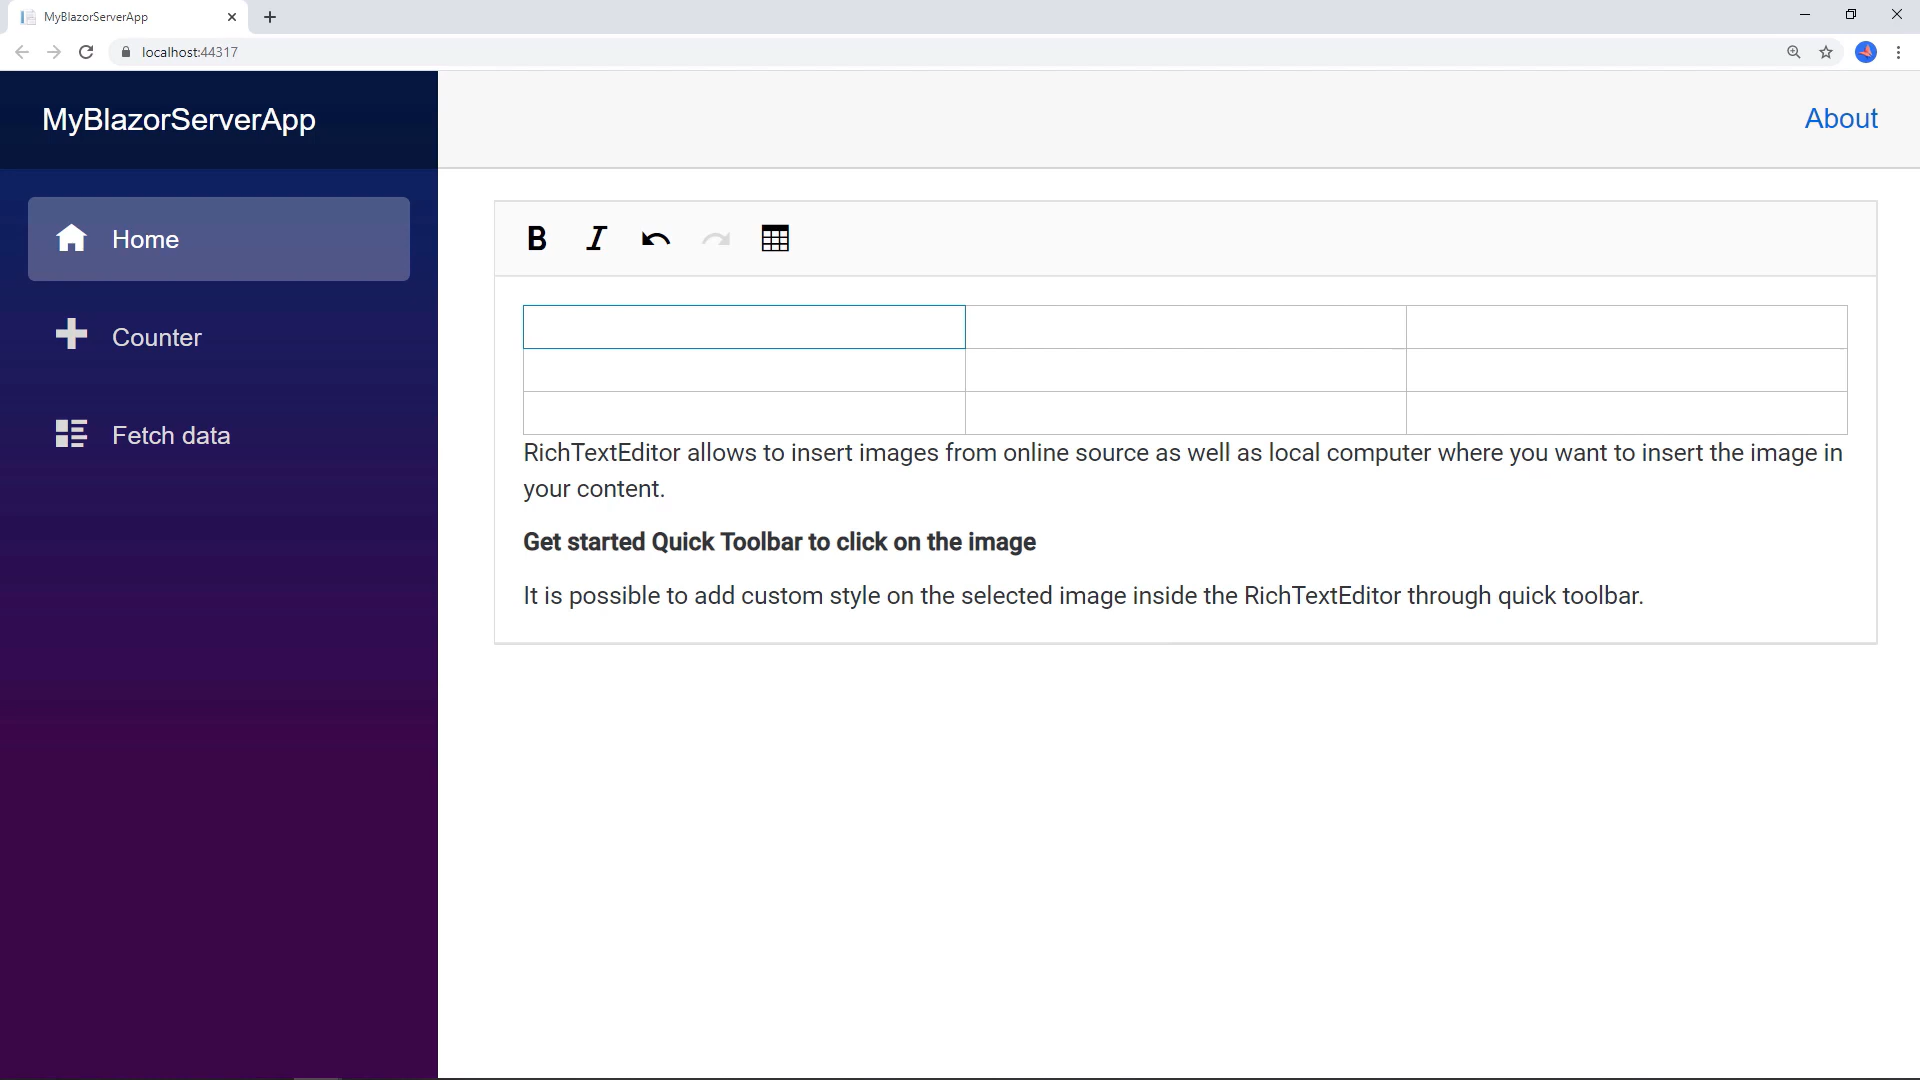 MyBlazorServerApp
localhost:44317
MyBlazorServerApp
About
Home
Counter
Fetch data
B I
RichTextEditor allows to insert images from online source as well as local computer where you want to insert the image in
your content.
Get started Quick Toolbar to click on the image
It is possible to add custom style on the selected image inside the RichTextEditor through quick toolbar.